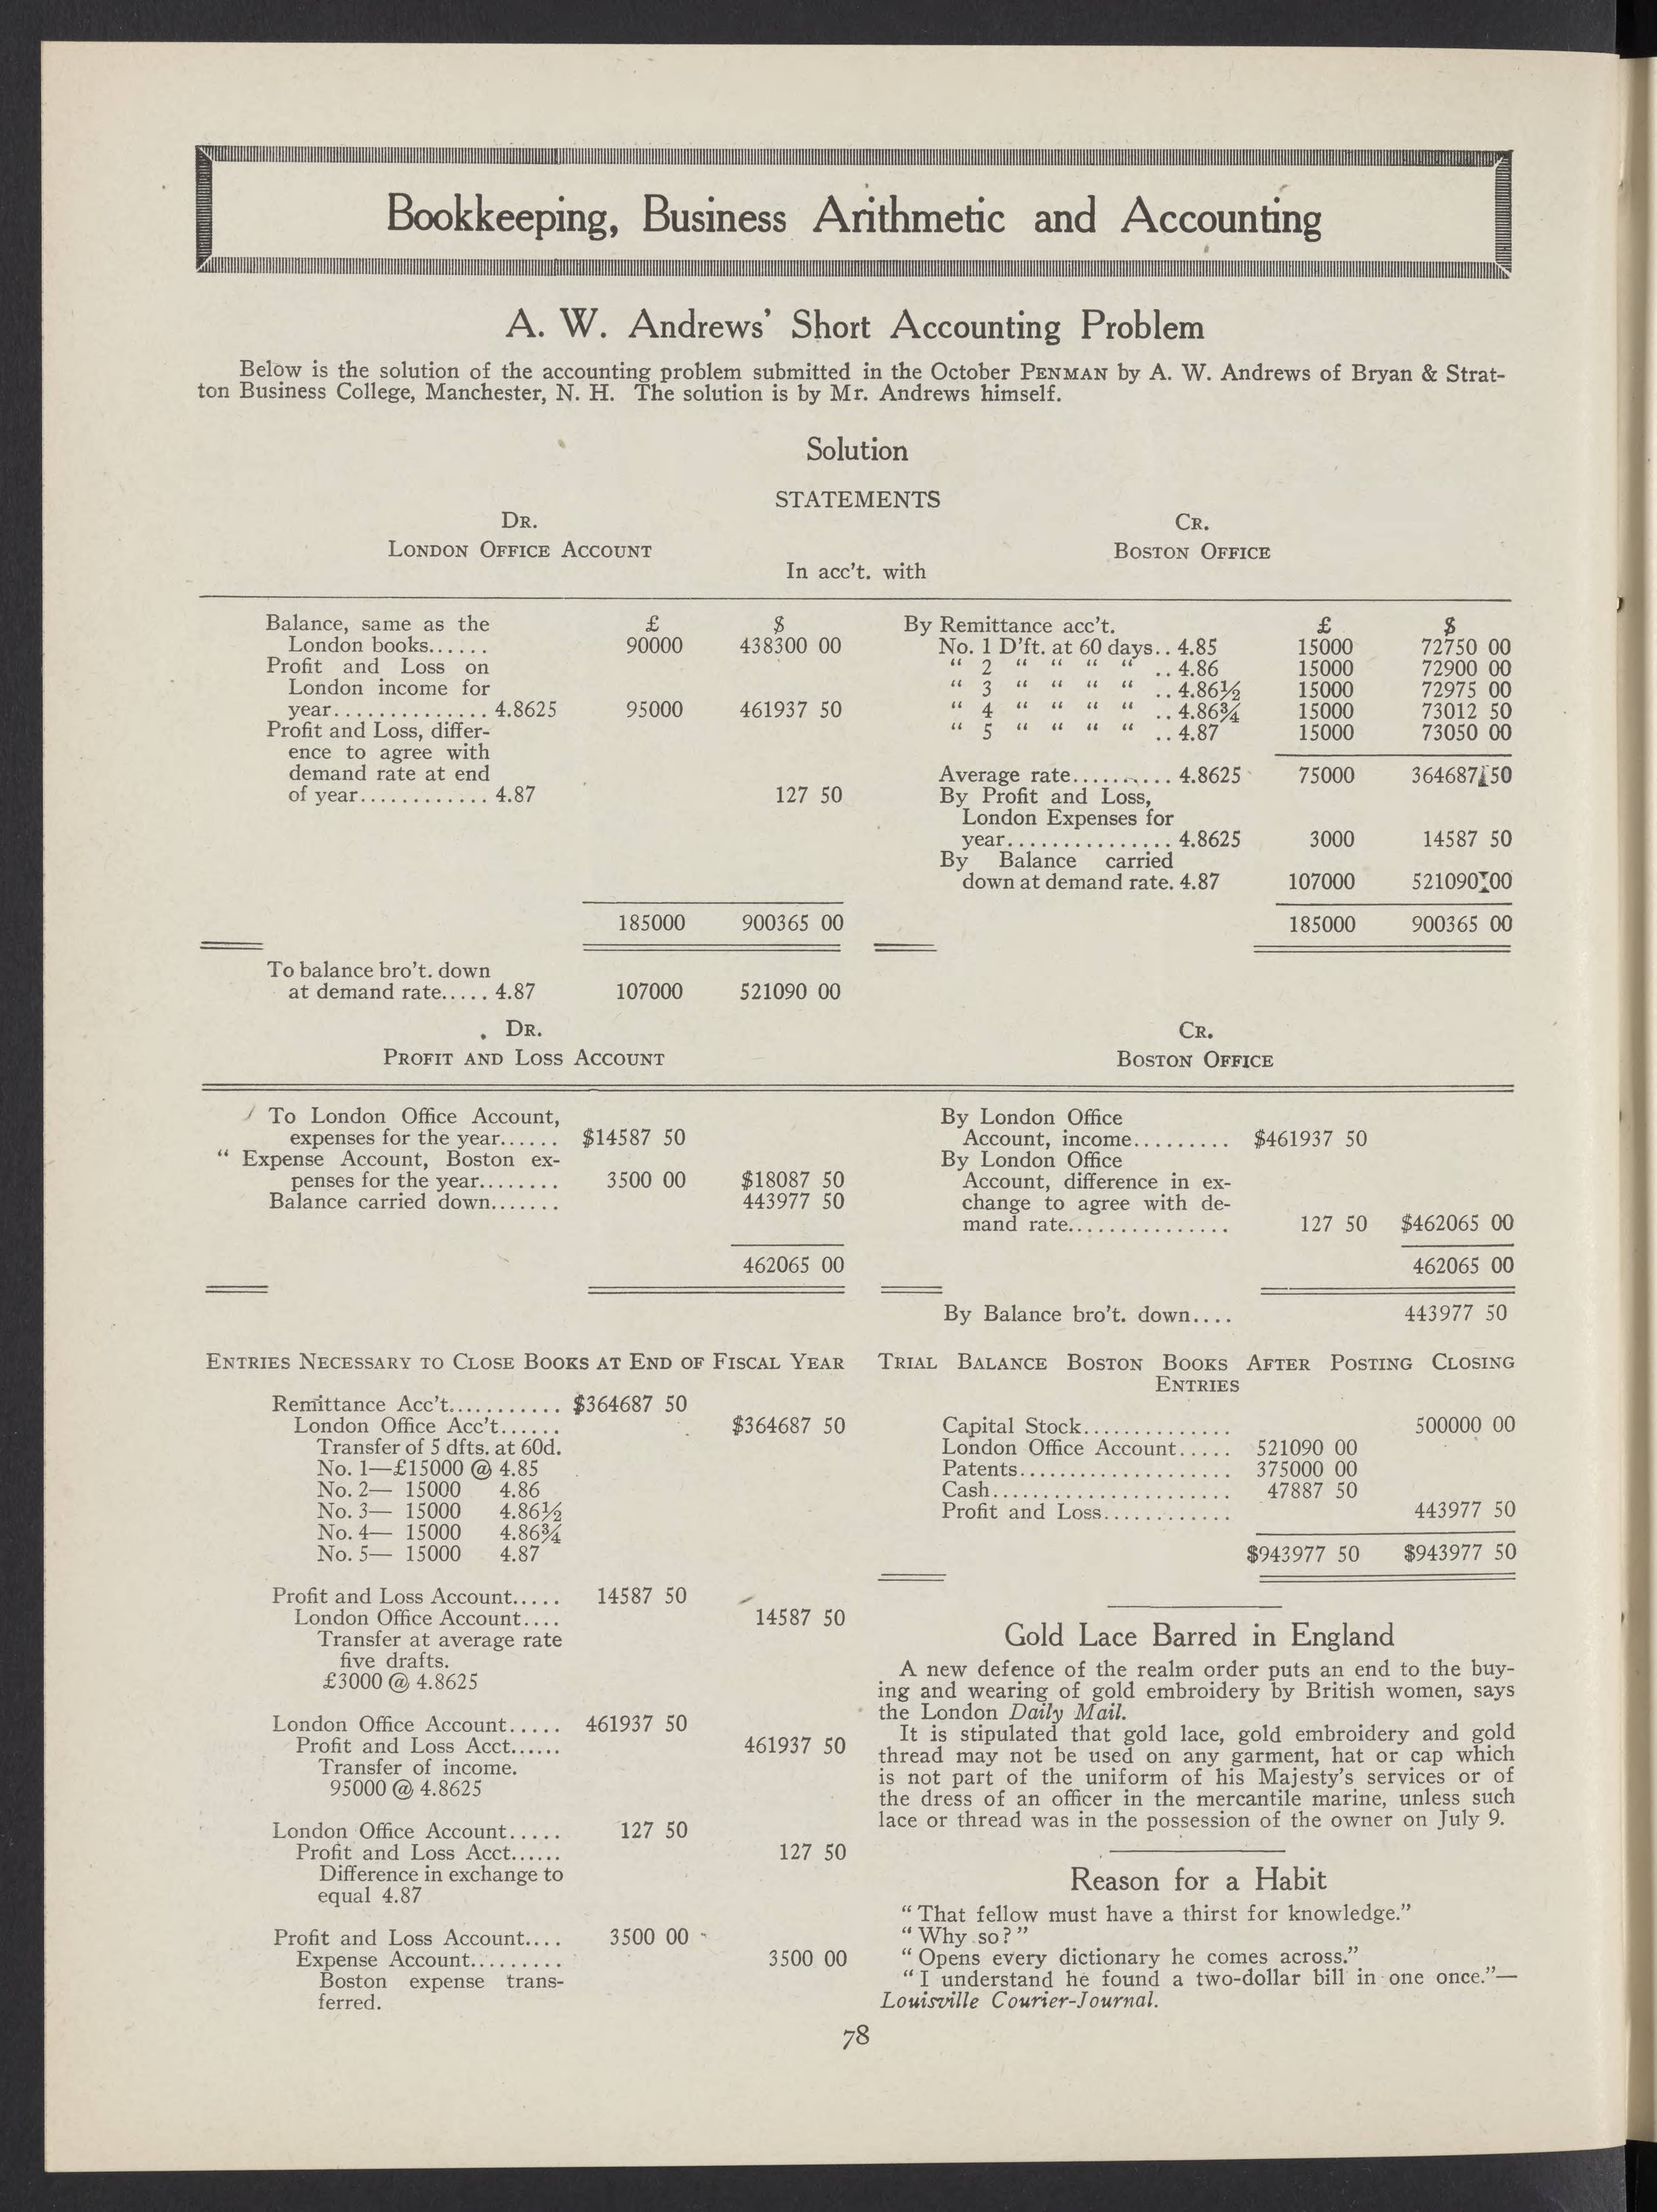 Bookkeeping, Business Arithmetic and Accounting
A. W. Andrews' Short Accounting Problem
Below is the solution of the accounting problem submitted in the October PENMAN by A. W. Andrews of Bryan & Strat-
ton Business College, Manchester, N. H. The solution is by Mr. Andrews himself.
Solution
STATEMENTS
DR.
LONDON OFFICE ACCOUNT
In acc't. with
CR.
BOSTON OFFICE
Balance, same as the £ $
London books...... 90000 438300 00
Profit and Loss on
London income for
year.............. 4.8625 95000 461937 50
Profit and Loss, differ-
ence to agree with
demand rate at end
of year............ 4.87 127 50
185000 900365 00
To balance bro't. down
at demand rate..... 4.87 107000 521090 00
By Remittance acc't. £ $
No. 1 D'ft. at 60 days.. 4.85 15000 72750 00
" 2 " " " " .. 4.86 15000 72900 00
" 3 " " " " .. 4.86½ 15000 72975 00
" 4 " " " " .. 4.86¾ 15000 73012 50
" 5 " " " " .. 4.87 15000 73050 00
Average rate.......... 4.8625 75000 364687 50
By Profit and Loss,
London Expenses for
year............... 4.8625 3000 14587 50
By Balance carried
down at demand rate. 4.87 107000 521090 00
185000 900365 00
DR.
PROFIT AND LOSS ACCOUNT
CR.
BOSTON OFFICE
To London Office Account,
expenses for the year...... $14587 50
" Expense Account, Boston ex-
penses for the year........ 3500 00 $18087 50
Balance carried down....... 443977 50
462065 00
By London Office
Account, income......... $461937 50
By London Office
Account, difference in ex-
change to agree with de-
mand rate............... 127 50 $462065 00
462065 00
By Balance bro't. down.... 443977 50
ENTRIES NECESSARY TO CLOSE BOOKS AT END OF FISCAL YEAR
Remittance Acc't........... $364687 50
London Office Acc't...... $364687 50
Transfer of 5 dfts. at 60d.
No. 1—£15000 @ 4.85
No. 2— 15000 4.86
No. 3— 15000 4.86½
No. 4— 15000 4.86¾
No. 5— 15000 4.87
Profit and Loss Account..... 14587 50
London Office Account.... 14587 50
Transfer at average rate
five drafts.
£3000 @ 4.8625
London Office Account..... 461937 50
Profit and Loss Acct...... 461937 50
Transfer of income.
95000 @ 4.8625
London Office Account..... 127 50
Profit and Loss Acct...... 127 50
Difference in exchange to
equal 4.87
Profit and Loss Account.... 3500 00
Expense Account......... 3500 00
Boston expense trans-
ferred.
TRIAL BALANCE BOSTON BOOKS AFTER POSTING CLOSING
ENTRIES
Capital Stock.............. 500000 00
London Office Account..... 521090 00
Patents.................... 375000 00
Cash....................... 47887 50
Profit and Loss............ 443977 50
$943977 50 $943977 50
Gold Lace Barred in England
A new defence of the realm order puts an end to the buy-
ing and wearing of gold embroidery by British women, says
the London Daily Mail.
It is stipulated that gold lace, gold embroidery and gold
thread may not be used on any garment, hat or cap which
is not part of the uniform of his Majesty's services or of
the dress of an officer in the mercantile marine, unless such
lace or thread was in the possession of the owner on July 9.
Reason for a Habit
"That fellow must have a thirst for knowledge."
"Why so?"
"Opens every dictionary he comes across."
"I understand he found a two-dollar bill in one once."—
Louisville Courier-Journal.
78